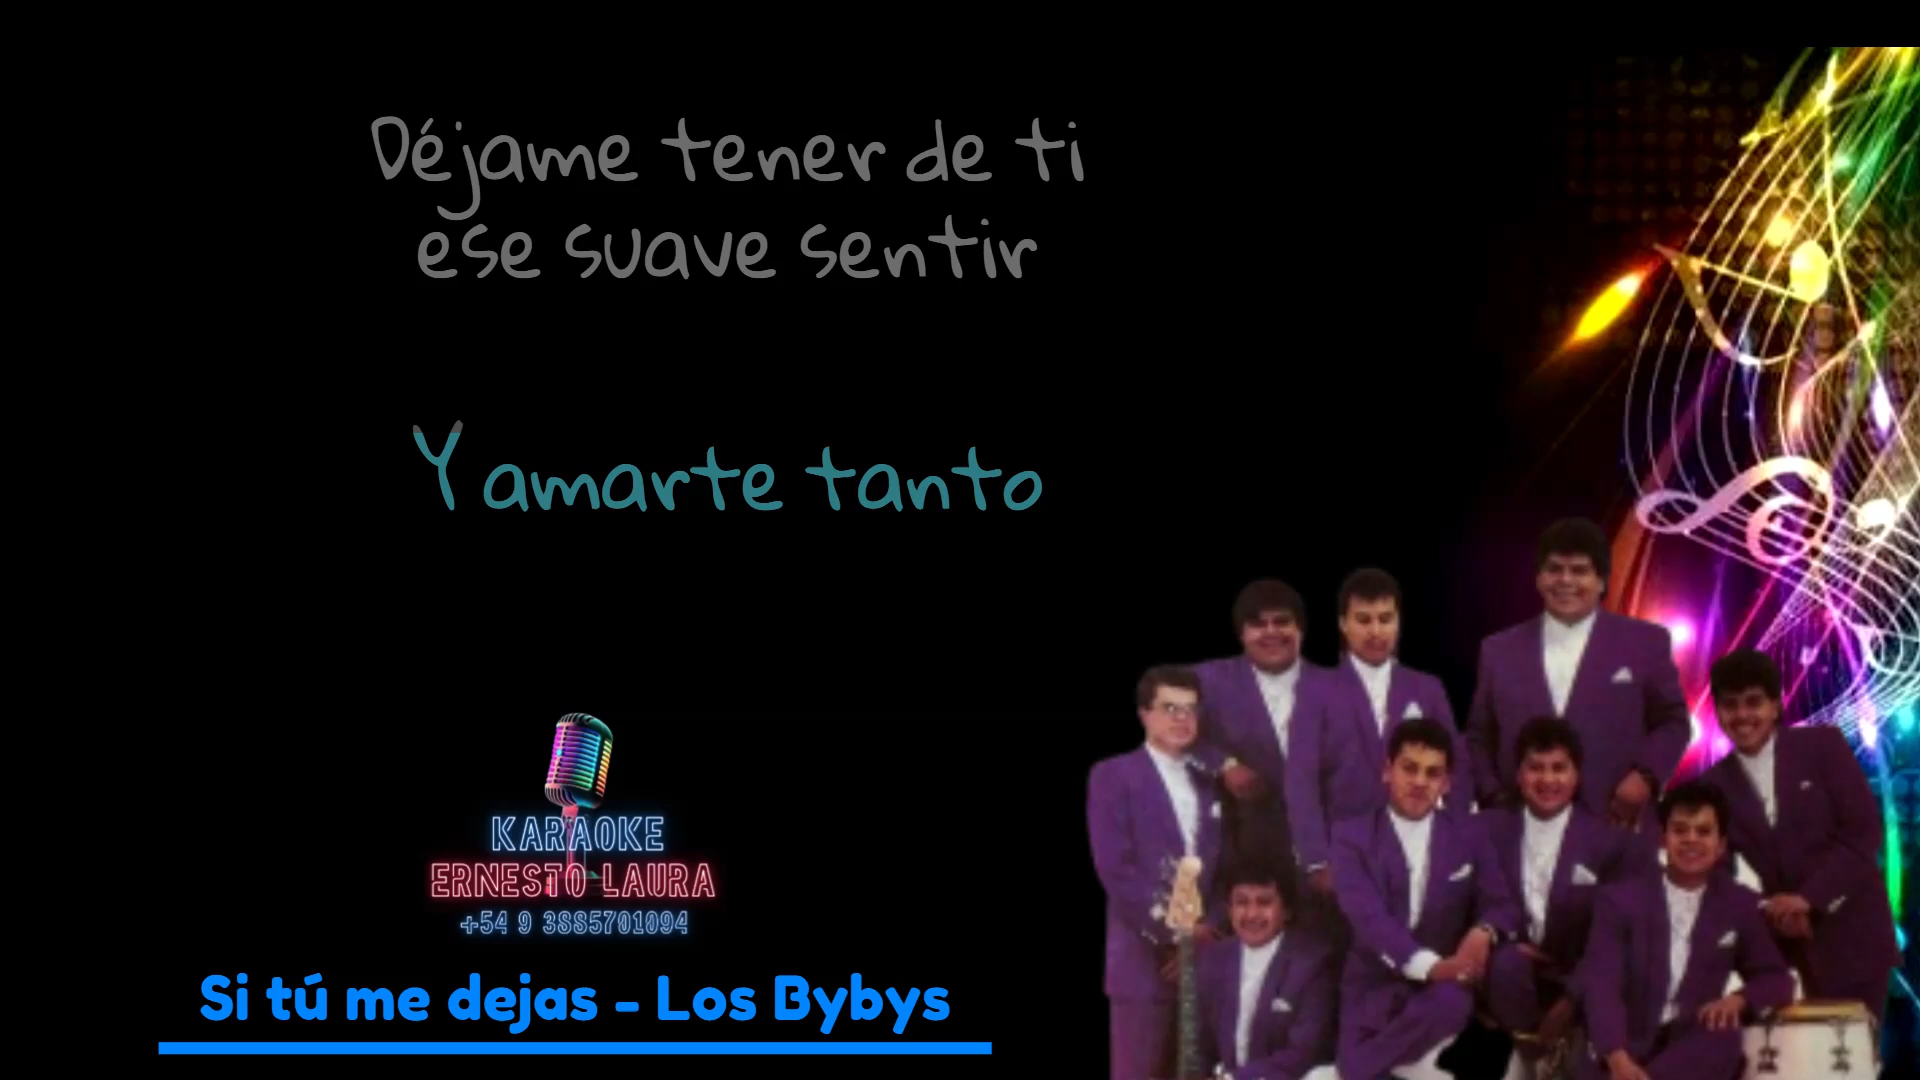 Déjame tener de ti
ese suave sentir
Y amarte tanto
KARAOKE
ERNESTO LAURA
+54 9 3885701094
Si tú me dejas - Los Bybys